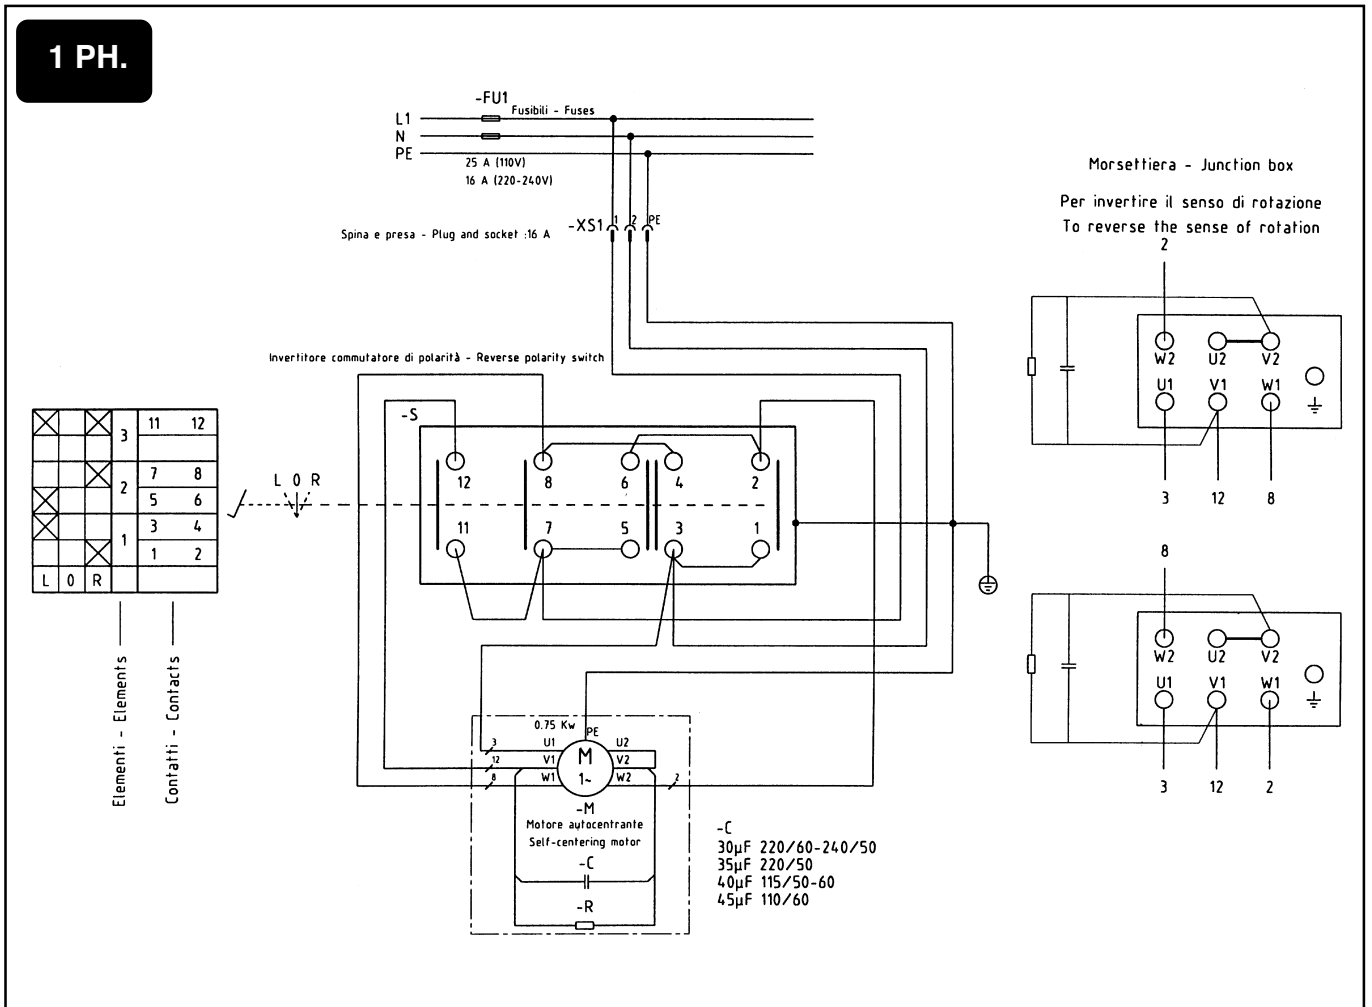 1 PH.
-FU1
Fusibili - Fuses
L1
N
PE
25 A (110V)
16 A (220-240V)
Spina e presa - Plug and socket :16 A
-XS1 1 2 PE
Morsettiera - Junction box
Per invertire il senso di rotazione
To reverse the sense of rotation
2
W2 U2 V2
U1 V1 W1
3 12 8
Invertitore commutatore di polarità - Reverse polarity switch
-S
12 8 6 4 2
11 7 5 3 1
3 11 12
2 7 8
5 6
1 3 4
1 2
L 0 R
L 0 R
Elementi - Elements
Contatti - Contacts
8
W2 U2 V2
U1 V1 W1
3 12 2
0.75 Kw PE
3 U1 M U2
12 V1 V2
8 W1 1~ W2 2
-M
Motore autocentrante
Self-centering motor
-C
-R
-C
30µF 220/60-240/50
35µF 220/50
40µF 115/50-60
45µF 110/60